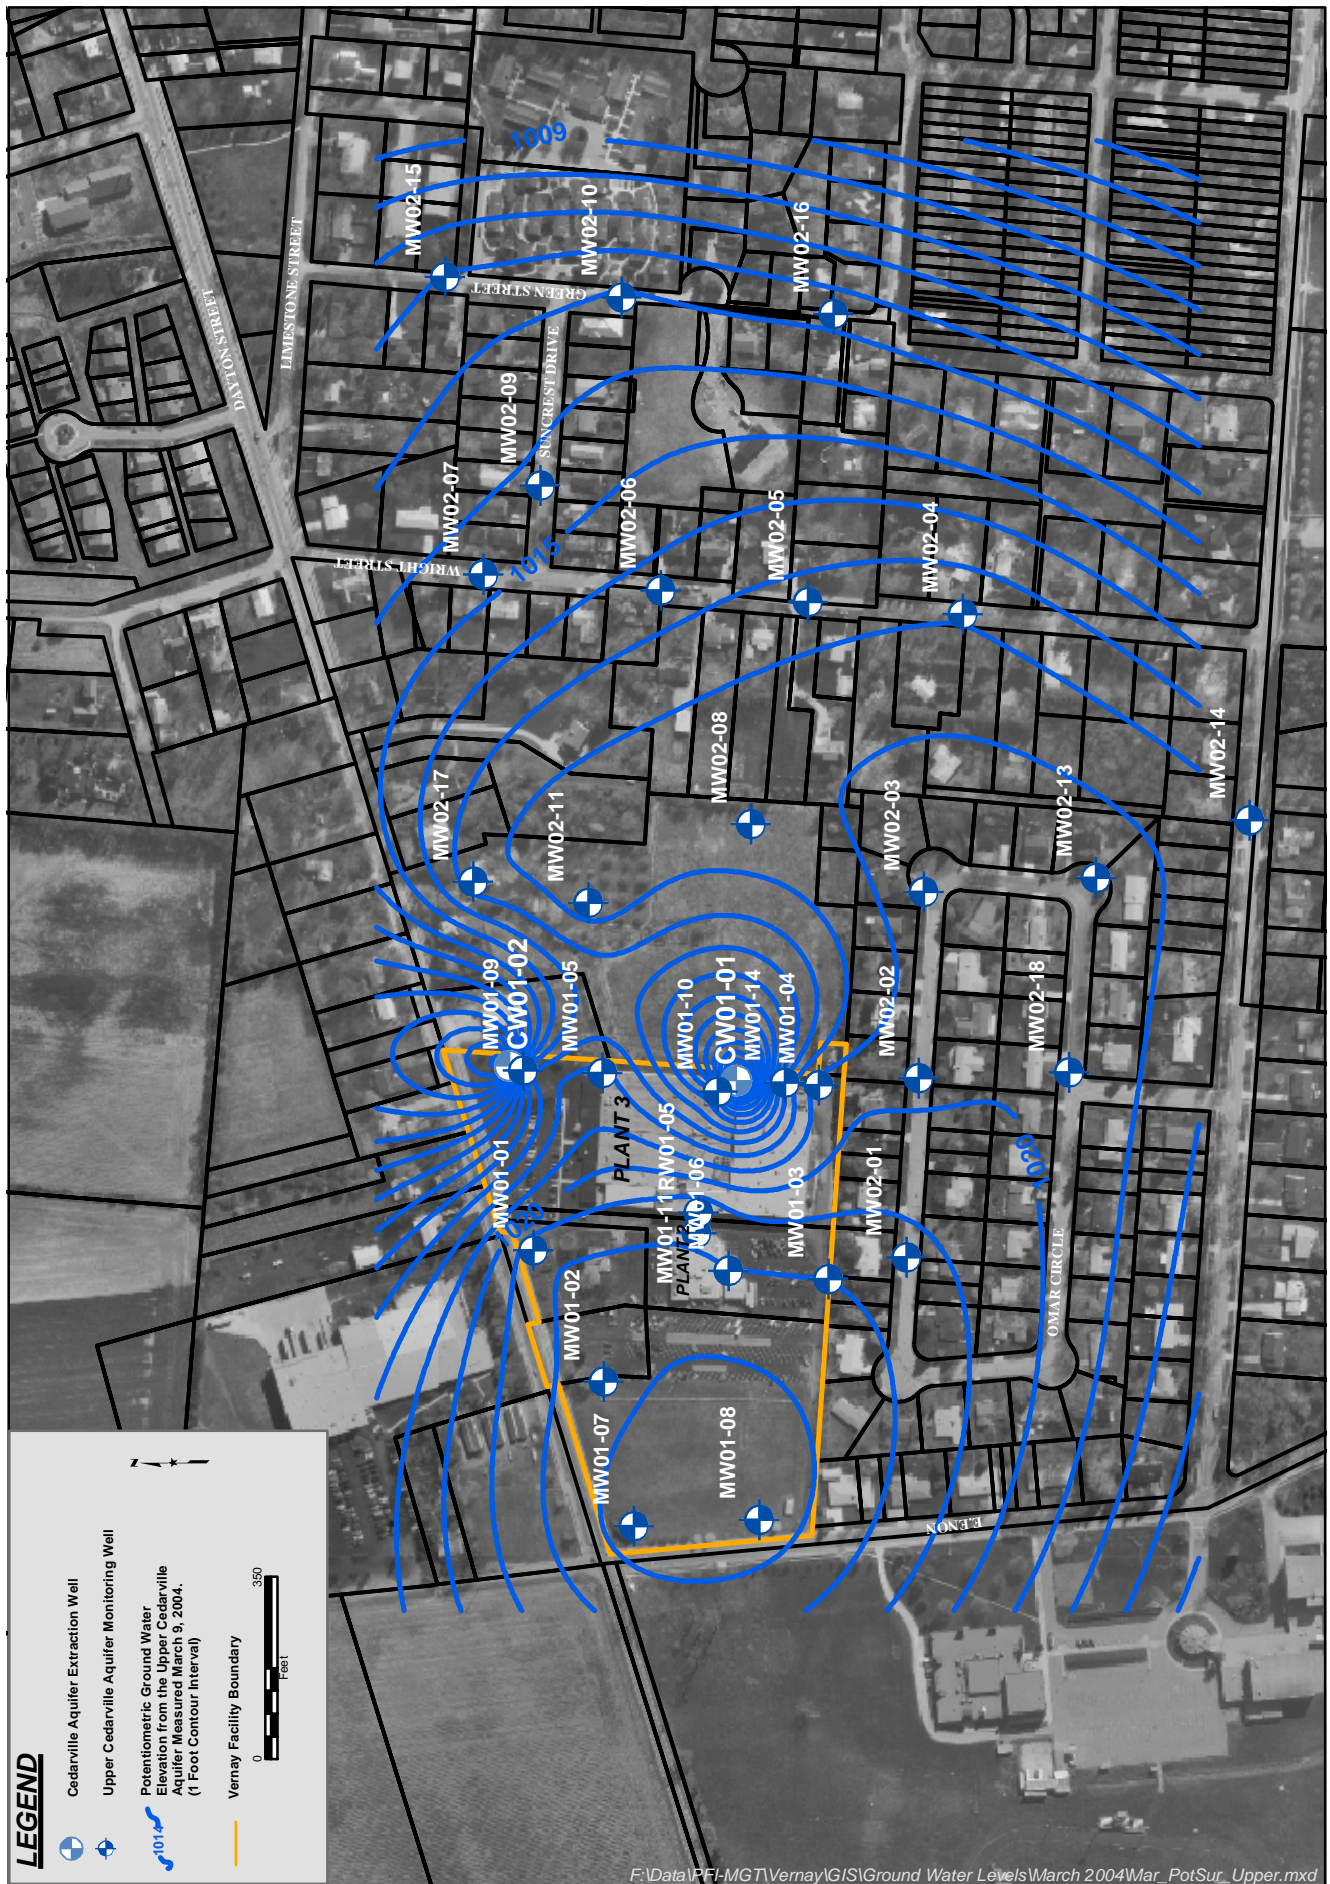 LEGEND
Cedarville Aquifer Extraction Well
Upper Cedarville Aquifer Monitoring Well
1014
Potentiometric Ground Water
Elevation from the Upper Cedarville
Aquifer Measured March 9, 2004.
(1 Foot Contour Interval)
Vernay Facility Boundary
0
350
Feet
N
DAYTON STREET
LIMESTONE STREET
GREEN STREET
SUNCREST DRIVE
WRIGHT STREET
OMAR CIRCLE
E.ENON
1009
1015
1020
1020
MW02-15
MW02-10
MW02-16
MW02-09
MW02-07
MW02-06
MW02-05
MW02-04
MW02-08
MW02-14
MW02-17
MW02-11
MW02-03
MW02-13
MW01-09
CW01-02
MW01-05
MW01-10
CW01-01
MW01-14
MW01-04
MW02-02
MW02-18
PLANT 3
MW01-01
RW01-05
MW01-11
MW01-06
MW01-03
MW02-01
MW01-02
MW01-07
MW01-08
F:\Data\PFI-MGT\Vernay\GIS\Ground Water Levels\March 2004\Mar_PotSur_Upper.mxd